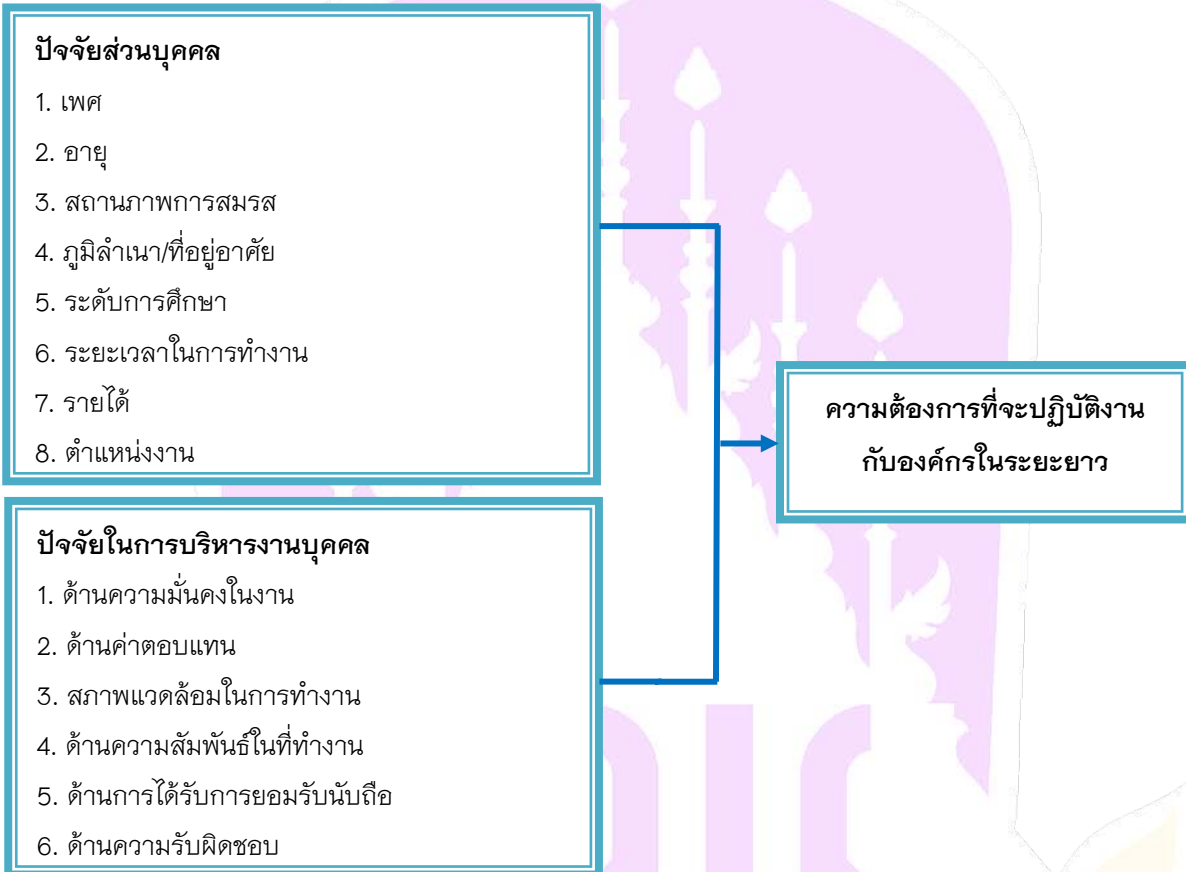 ปัจจัยส่วนบุคคล
1. เพศ
2. อายุ
3. สถานภาพการสมรส
4. ภูมิลำเนา/ที่อยู่อาศัย
5. ระดับการศึกษา
6. ระยะเวลาในการทำงาน
7. รายได้
8. ตำแหน่งงาน
ความต้องการที่จะปฏิบัติงาน
กับองค์กรในระยะยาว
ปัจจัยในการบริหารงานบุคคล
1. ด้านความมั่นคงในงาน
2. ด้านค่าตอบแทน
3. สภาพแวดล้อมในการทำงาน
4. ด้านความสัมพันธ์ในที่ทำงาน
5. ด้านการได้รับการยอมรับนับถือ
6. ด้านความรับผิดชอบ